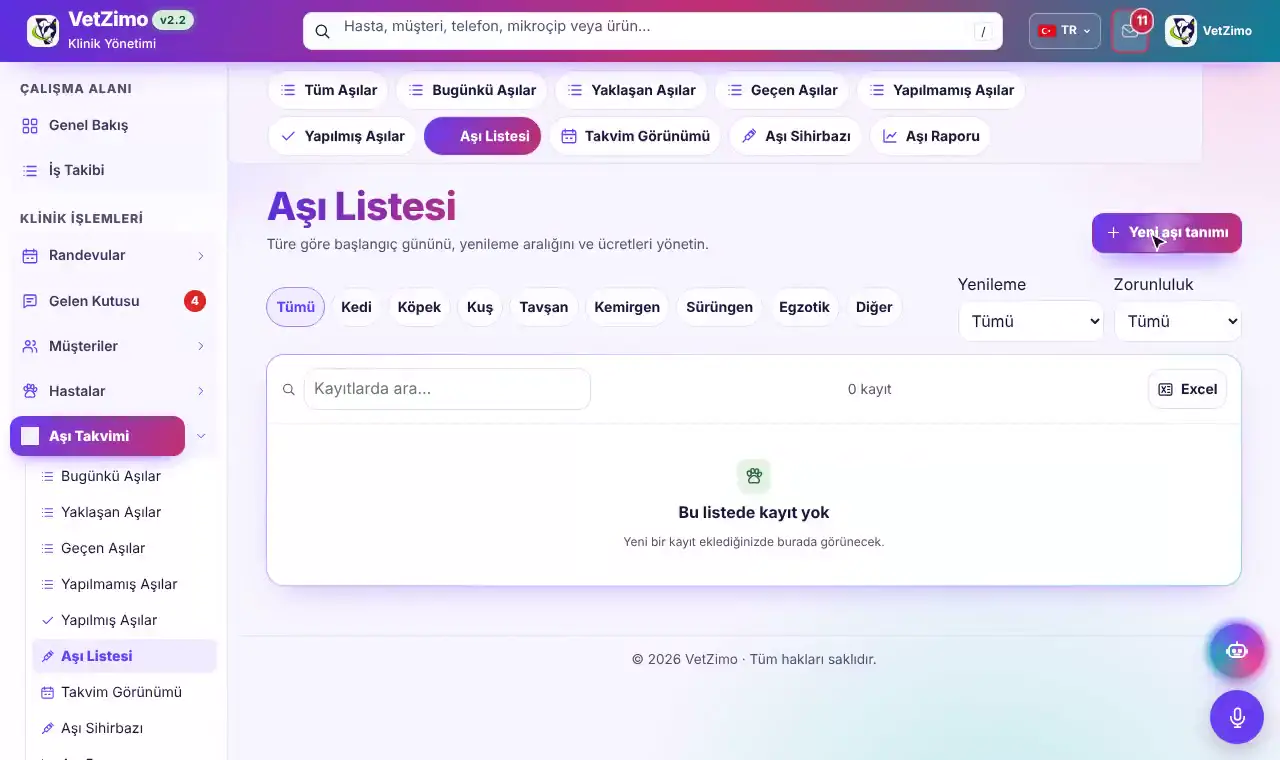 VetZimo v2.2
Klinik Yönetimi
Hasta, müşteri, telefon, mikroçip veya ürün...
/
TR
11
VetZimo
ÇALIŞMA ALANI
Genel Bakış
İş Takibi
KLİNİK İŞLEMLERİ
Randevular
Gelen Kutusu
4
Müşteriler
Hastalar
Aşı Takvimi
Bugünkü Aşılar
Yaklaşan Aşılar
Geçen Aşılar
Yapılmamış Aşılar
Yapılmış Aşılar
Aşı Listesi
Takvim Görünümü
Aşı Sihirbazı
Tüm Aşılar
Bugünkü Aşılar
Yaklaşan Aşılar
Geçen Aşılar
Yapılmamış Aşılar
Yapılmış Aşılar
Aşı Listesi
Takvim Görünümü
Aşı Sihirbazı
Aşı Raporu
Aşı Listesi
Türe göre başlangıç gününü, yenileme aralığını ve ücretleri yönetin.
Yeni aşı tanımı
Tümü
Kedi
Köpek
Kuş
Tavşan
Kemirgen
Sürüngen
Egzotik
Diğer
Yenileme
Tümü
Zorunluluk
Tümü
Kayıtlarda ara...
0 kayıt
Excel
Bu listede kayıt yok
Yeni bir kayıt eklediğinizde burada görünecek.
© 2026 VetZimo · Tüm hakları saklıdır.